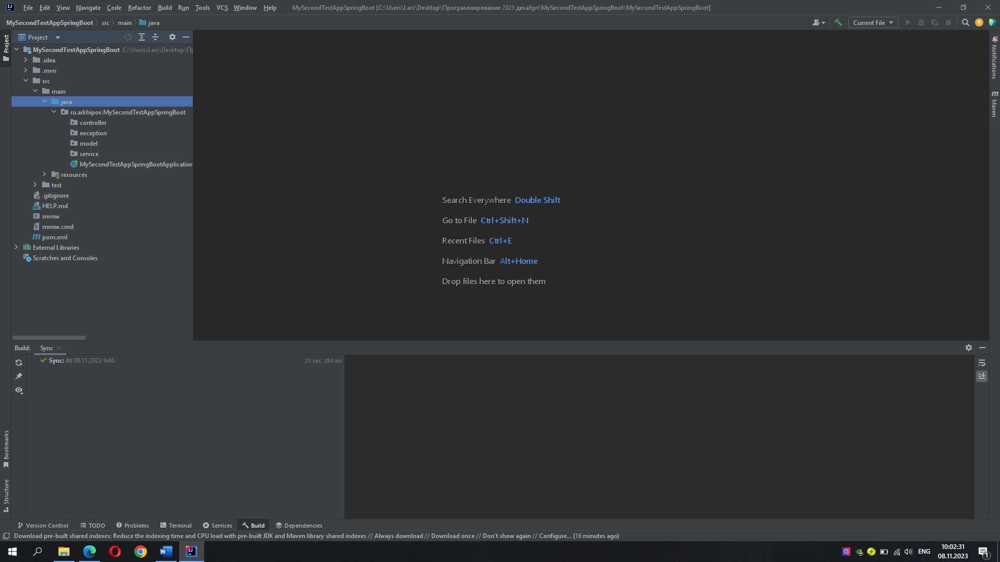 File Edit View Navigate Code Refactor Build Run Tools VCS Window Help MySecondTestAppSpringBoot [C:\Users\Lars\Desktop\Программирование 2023 декабрт\MySecondTestAppSpringBoot\MySecondTestAppSpringBoot]
MySecondTestAppSpringBoot src main java Current File
Project
Project
MySecondTestAppSpringBoot C:\Users\Lars\Desktop\П
.idea
.mvn
src
main
java
ru.arkhipov.MySecondTestAppSpringBoot
controller
exception
model
service
MySecondTestAppSpringBootApplication
resources
test
.gitignore
HELP.md
mvnw
mvnw.cmd
pom.xml
External Libraries
Scratches and Consoles
Search Everywhere Double Shift
Go to File Ctrl+Shift+N
Recent Files Ctrl+E
Navigation Bar Alt+Home
Drop files here to open them
Notifications
Maven
Build: Sync
Sync: At 08.11.2023 9:46 25 sec, 284 ms
Bookmarks
Structure
Version Control TODO Problems Terminal Services Build Dependencies
Download pre-built shared indexes: Reduce the indexing time and CPU load with pre-built JDK and Maven library shared indexes // Always download // Download once // Don't show again // Configure... (16 minutes ago)
ENG 10:02:31
08.11.2023
1